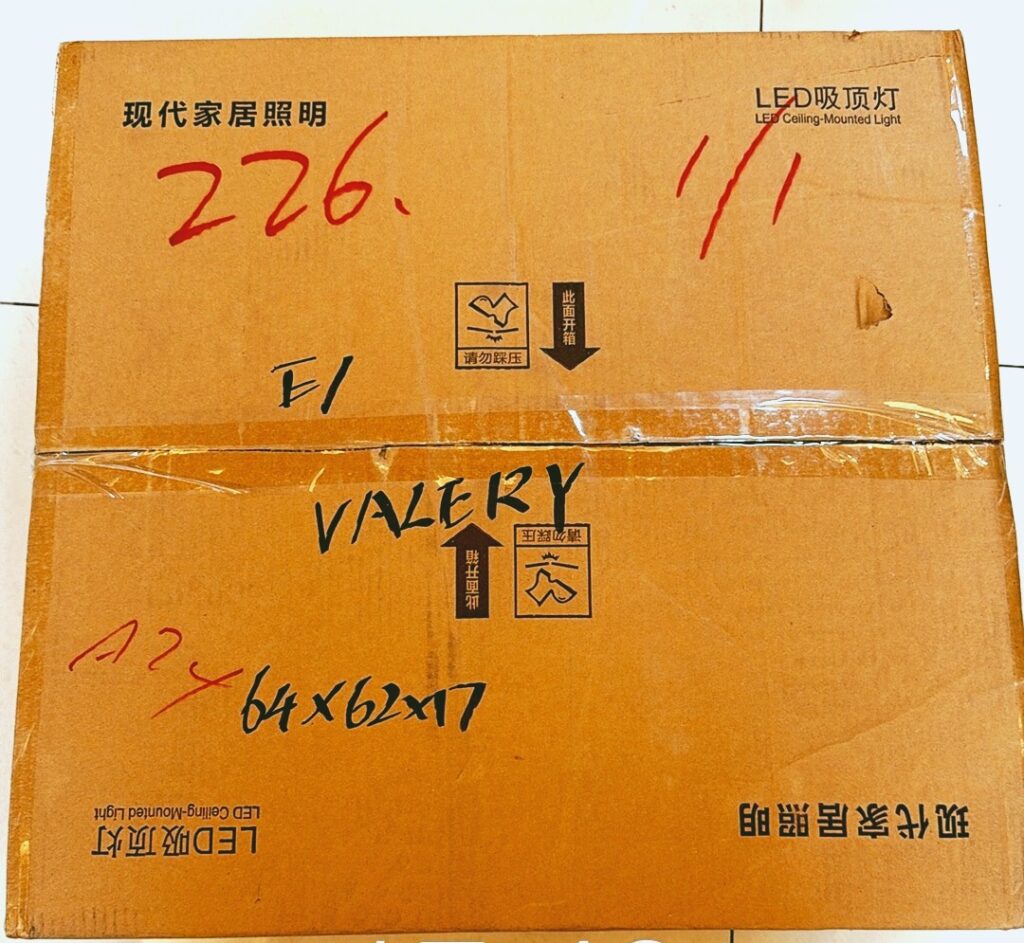 现代家居照明
LED吸顶灯
LED Ceiling-Mounted Light
226.
1/1
请勿踩压
此面开箱
E1
VALERY
请勿踩压
此面开箱
64X62X17
LED Ceiling-Mounted Light
LED吸顶灯
现代家居照明